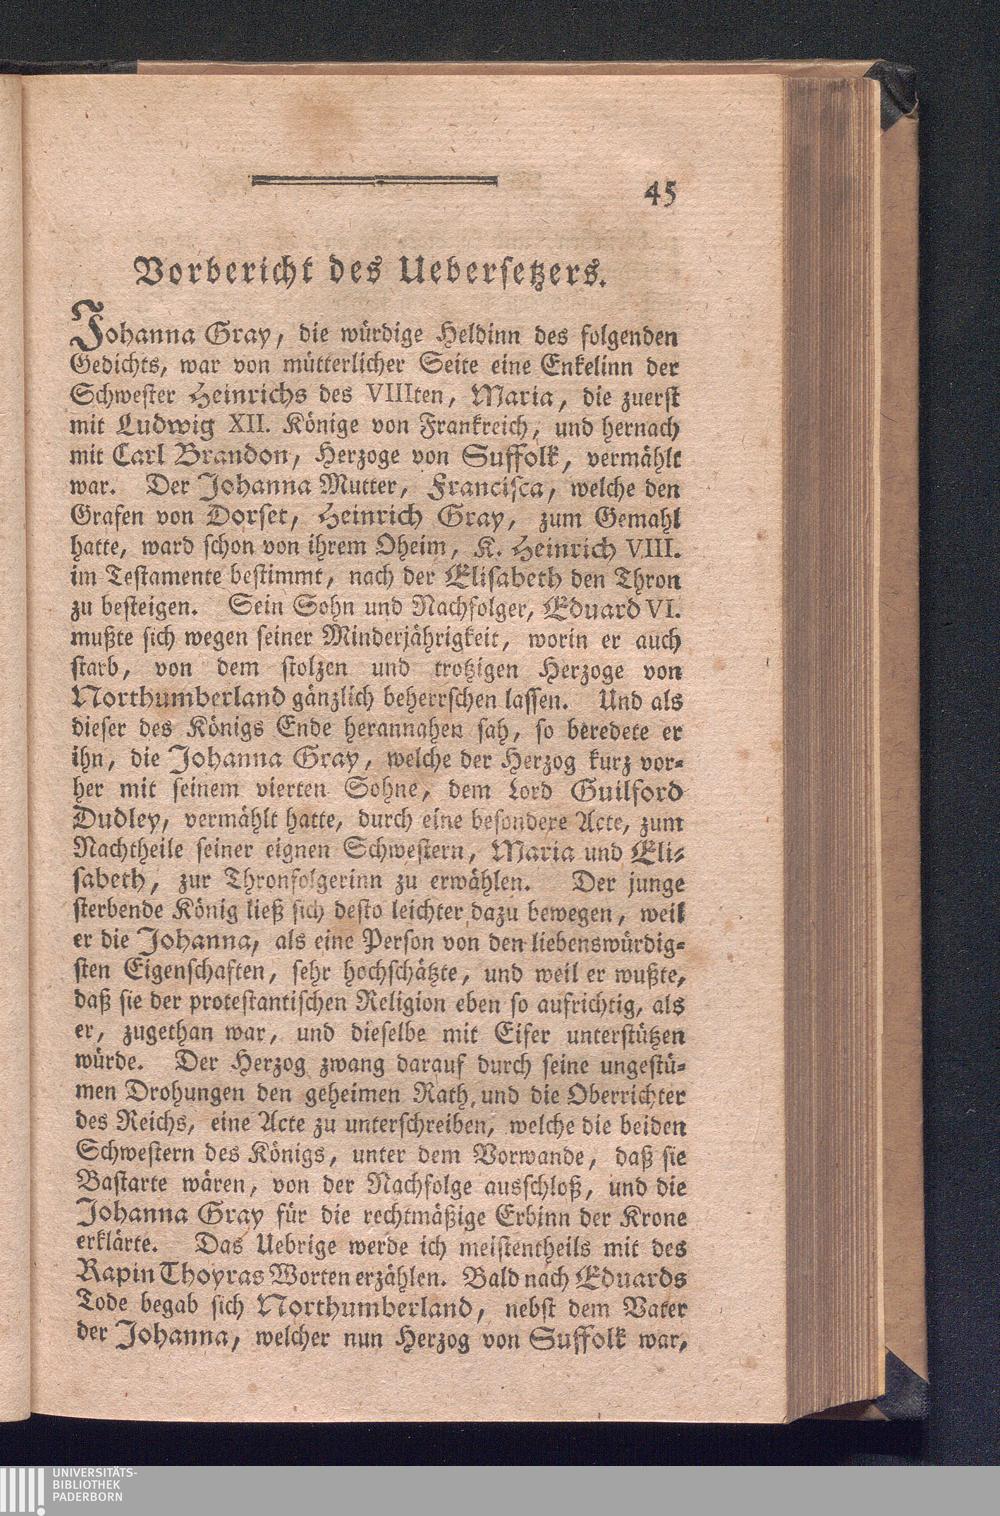 45
Vorbericht des Uebersetzers.
Johanna Gray, die würdige Heldinn des folgenden
Gedichts, war von mütterlicher Seite eine Enkelinn der
Schwester Heinrichs des VIIIten, Maria, die zuerst
mit Ludwig XII. Könige von Frankreich, und hernach
mit Carl Brandon, Herzoge von Suffolk, vermählt
war. Der Johanna Mutter, Francisca, welche den
Grafen von Dorset, Heinrich Gray, zum Gemahl
hatte, ward schon von ihrem Oheim, K. Heinrich VIII.
im Testamente bestimmt, nach der Elisabeth den Thron
zu besteigen. Sein Sohn und Nachfolger, Eduard VI.
mußte sich wegen seiner Minderjährigkeit, worin er auch
starb, von dem stolzen und trotzigen Herzoge von
Northumberland gänzlich beherrschen lassen. Und als
dieser des Königs Ende herannahen sah, so beredete er
ihn, die Johanna Gray, welche der Herzog kurz vor-
her mit seinem vierten Sohne, dem Lord Guilford
Dudley, vermählt hatte, durch eine besondere Acte, zum
Nachtheile seiner eignen Schwestern, Maria und Eli-
sabeth, zur Thronfolgerinn zu erwählen. Der junge
sterbende König ließ sich desto leichter dazu bewegen, weil
er die Johanna, als eine Person von den liebenswürdig-
sten Eigenschaften, sehr hochschätzte, und weil er wußte,
daß sie der protestantischen Religion eben so aufrichtig, als
er, zugethan war, und dieselbe mit Eifer unterstützen
würde. Der Herzog zwang darauf durch seine ungestü-
men Drohungen den geheimen Rath, und die Oberrichter
des Reichs, eine Acte zu unterschreiben, welche die beiden
Schwestern des Königs, unter dem Vorwande, daß sie
Bastarte wären, von der Nachfolge ausschloß, und die
Johanna Gray für die rechtmäßige Erbinn der Krone
erklärte. Das Uebrige werde ich meistentheils mit des
Rapin Thoyras Worten erzählen. Bald nach Eduards
Tode begab sich Northumberland, nebst dem Vater
der Johanna, welcher nun Herzog von Suffolk war,
UNIVERSITÄTS-
BIBLIOTHEK
PADERBORN